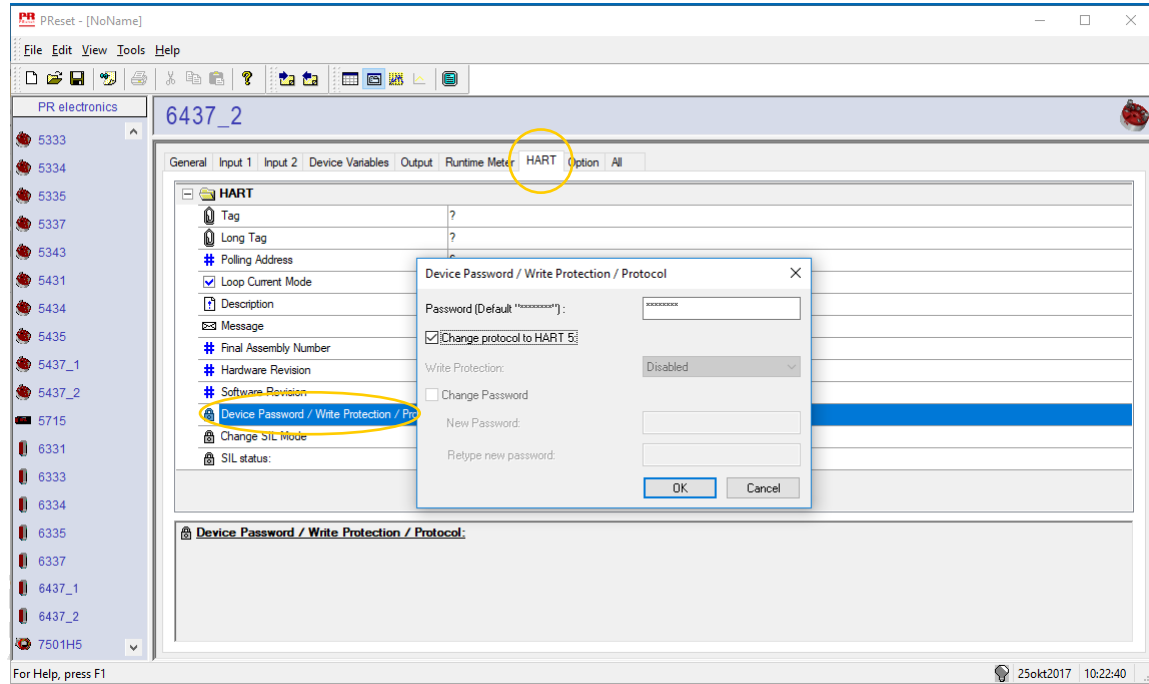 PR PReset - [NoName]
File Edit View Tools Help
PR electronics
5333
5334
5335
5337
5343
5431
5434
5435
5437_1
5437_2
5715
6331
6333
6334
6335
6337
6437_1
6437_2
7501H5
6437_2
General Input 1 Input 2 Device Variables Output Runtime Meter HART Option All
HART
Tag ?
Long Tag ?
Polling Address
Loop Current Mode
Description
Message
Final Assembly Number
Hardware Revision
Software Revision
Device Password / Write Protection / Pro
Change SIL Mode
SIL status:
Device Password / Write Protection / Protocol
Password (Default "********") : ********
Change protocol to HART 5;
Write Protection: Disabled
Change Password
New Password:
Retype new password:
OK Cancel
Device Password / Write Protection / Protocol:
For Help, press F1 25okt2017 10:22:40